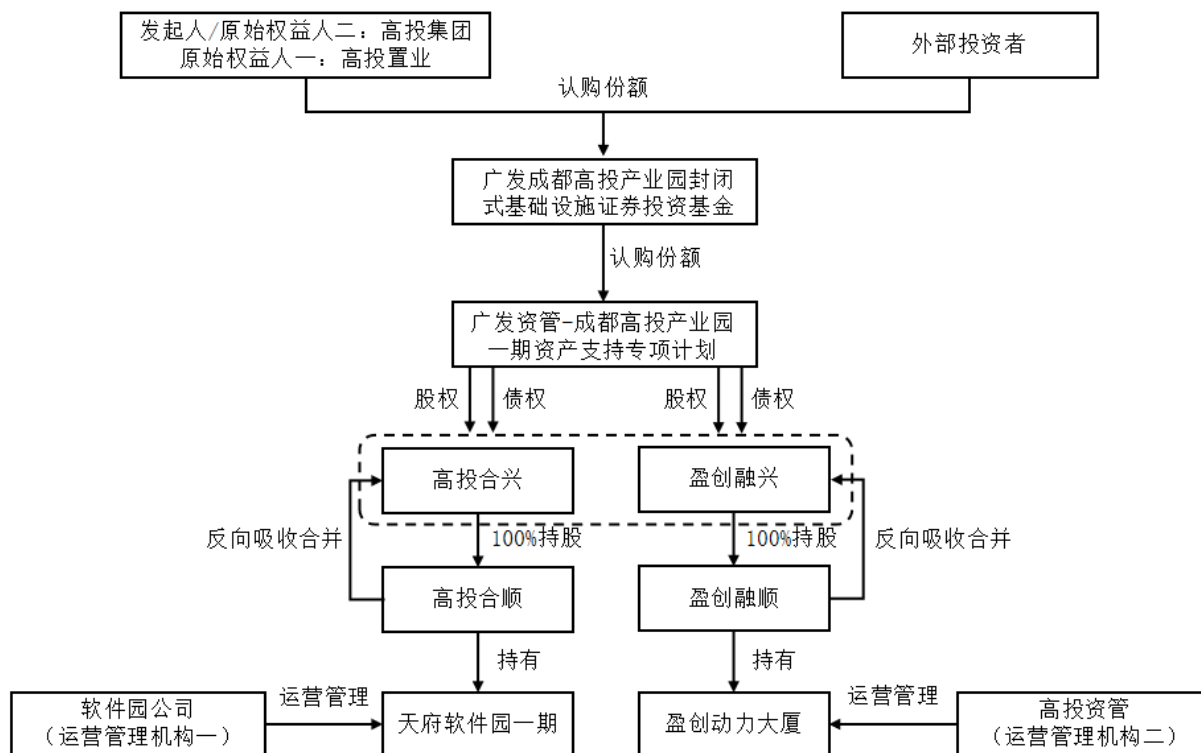 发起人/原始权益人二：高投集团
原始权益人一：高投置业
外部投资者
认购份额
广发成都高投产业园封闭
式基础设施证券投资基金
认购份额
广发资管-成都高投产业园
一期资产支持专项计划
股权
债权
股权
债权
高投合兴
盈创融兴
反向吸收合并
100%持股
100%持股
反向吸收合并
高投合顺
盈创融顺
持有
持有
软件园公司
（运营管理机构一）
运营管理
天府软件园一期
盈创动力大厦
运营管理
高投资管
（运营管理机构二）